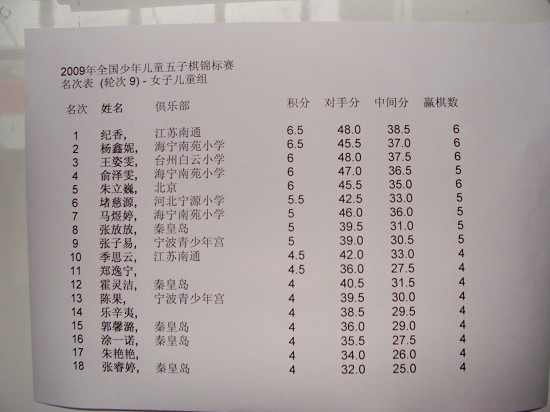 2009年全国少年儿童五子棋锦标赛
名次表 (轮次 9) - 女子儿童组
名次 姓名 俱乐部 积分 对手分 中间分 赢棋数
1 纪香, 江苏南通 6.5 48.0 38.5 6
2 杨鑫妮, 海宁南苑小学 6.5 45.5 37.0 6
3 王姿雯, 台州白云小学 6 48.0 37.5 6
4 俞泽雯, 海宁南苑小学 6 47.0 36.5 5
5 朱立巍, 北京 6 45.5 35.0 6
6 堵慈源, 河北宁源小学 5.5 42.5 33.0 5
7 马煜婷, 海宁南苑小学 5 46.0 36.0 5
8 张放放, 秦皇岛 5 39.5 31.0 5
9 张子易, 宁波青少年宫 5 39.0 30.5 5
10 季思云, 江苏南通 4.5 42.0 33.0 4
11 郑逸宁, 4.5 36.0 27.5 4
12 霍灵洁, 秦皇岛 4 40.5 31.5 4
13 陈果, 宁波青少年宫 4 39.5 30.0 4
14 乐辛夷, 4 38.5 29.5 4
15 郭馨潞, 秦皇岛 4 36.0 29.0 4
16 涂一诺, 秦皇岛 4 35.5 27.5 4
17 朱艳艳, 4 34.0 26.0 4
18 张睿婷, 秦皇岛 4 32.0 25.0 4